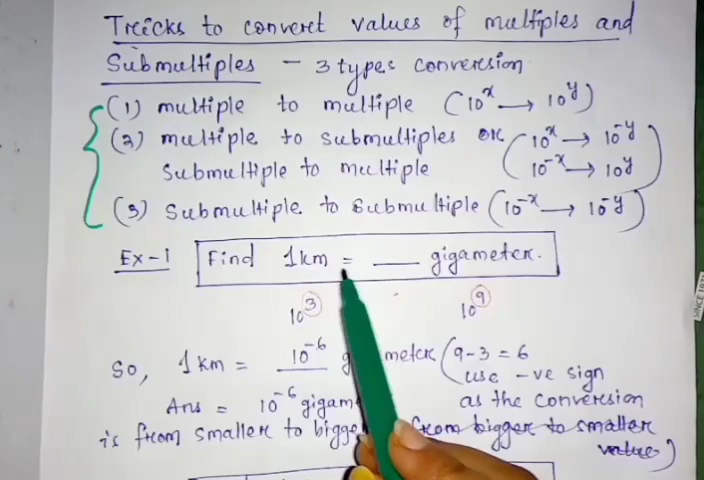 Tricks to convert values of multiples and
Submultiples - 3 types conversion
(1) multiple to multiple (10^x → 10^y)
(2) multiple to submultiples or (10^x → 10^-y
submultiple to multiple 10^-x → 10^y)
(3) Submultiple to Submultiple (10^-x → 10^-y)
Ex-1 Find 1km = ___ gigameter.
10^3 10^9
So, 1km = 10^-6 meter (9-3 = 6
use -ve sign
Ans = 10^-6 as the conversion
is from smaller to from bigger to smaller
value)
SINCE